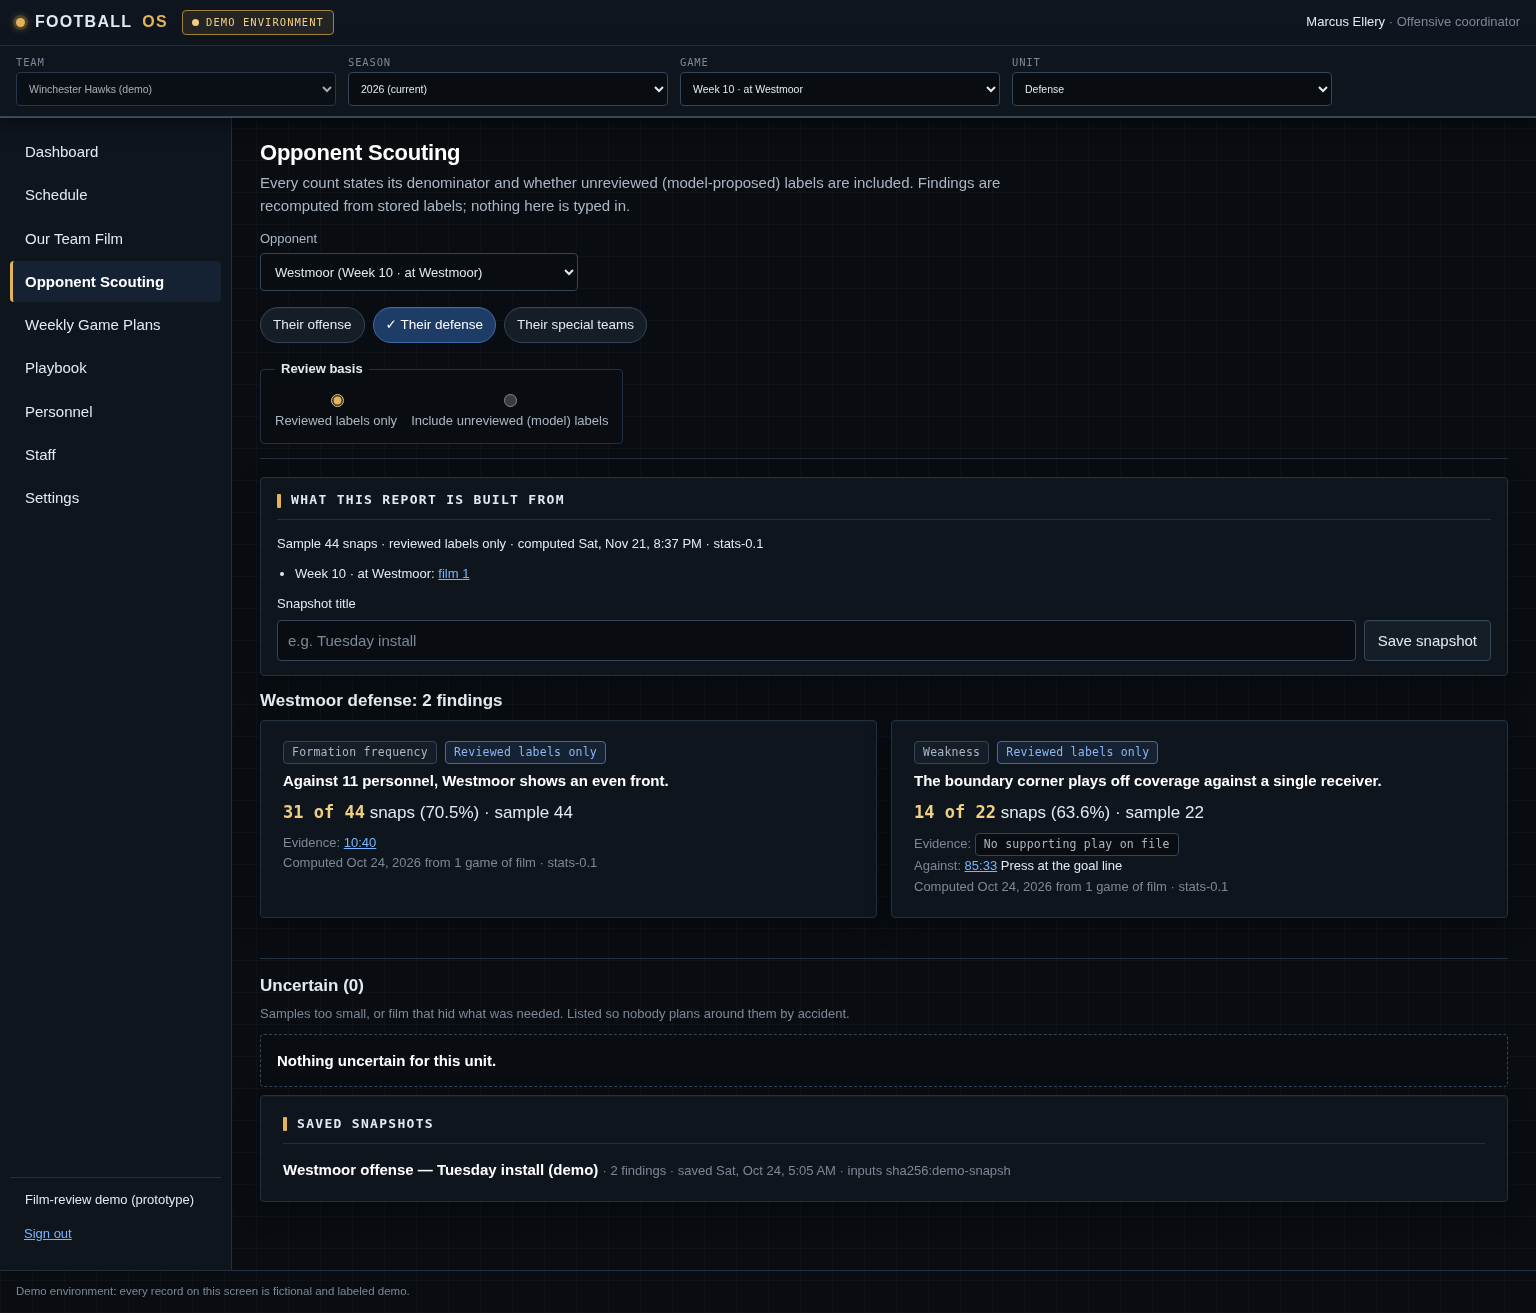 FOOTBALL OS
DEMO ENVIRONMENT
Marcus Ellery · Offensive coordinator
TEAM
Winchester Hawks (demo)
SEASON
2026 (current)
GAME
Week 10 · at Westmoor
UNIT
Defense
Dashboard
Schedule
Our Team Film
Opponent Scouting
Weekly Game Plans
Playbook
Personnel
Staff
Settings
Film-review demo (prototype)
Sign out
Opponent Scouting
Every count states its denominator and whether unreviewed (model-proposed) labels are included. Findings are
recomputed from stored labels; nothing here is typed in.
Opponent
Westmoor (Week 10 · at Westmoor)
Their offense
✓ Their defense
Their special teams
Review basis
Reviewed labels only
Include unreviewed (model) labels
WHAT THIS REPORT IS BUILT FROM
Sample 44 snaps · reviewed labels only · computed Sat, Nov 21, 8:37 PM · stats-0.1
• Week 10 · at Westmoor: film 1
Snapshot title
e.g. Tuesday install
Save snapshot
Westmoor defense: 2 findings
Formation frequency
Reviewed labels only
Against 11 personnel, Westmoor shows an even front.
31 of 44 snaps (70.5%) · sample 44
Evidence: 10:40
Computed Oct 24, 2026 from 1 game of film · stats-0.1
Weakness
Reviewed labels only
The boundary corner plays off coverage against a single receiver.
14 of 22 snaps (63.6%) · sample 22
Evidence: No supporting play on file
Against: 85:33 Press at the goal line
Computed Oct 24, 2026 from 1 game of film · stats-0.1
Uncertain (0)
Samples too small, or film that hid what was needed. Listed so nobody plans around them by accident.
Nothing uncertain for this unit.
SAVED SNAPSHOTS
Westmoor offense — Tuesday install (demo) · 2 findings · saved Sat, Oct 24, 5:05 AM · inputs sha256:demo-snapsh
Demo environment: every record on this screen is fictional and labeled demo.